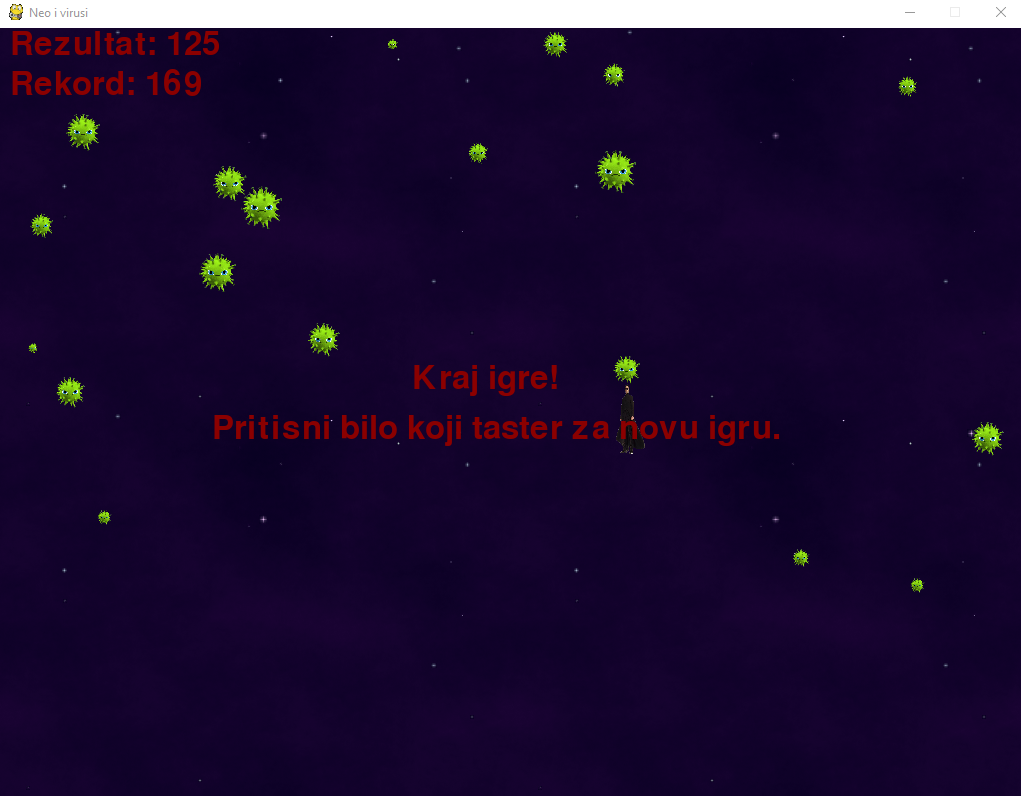 Neo i virusi
Rezultat: 125
Rekord: 169
Kraj igre!
Pritisni bilo koji taster za novu igru.